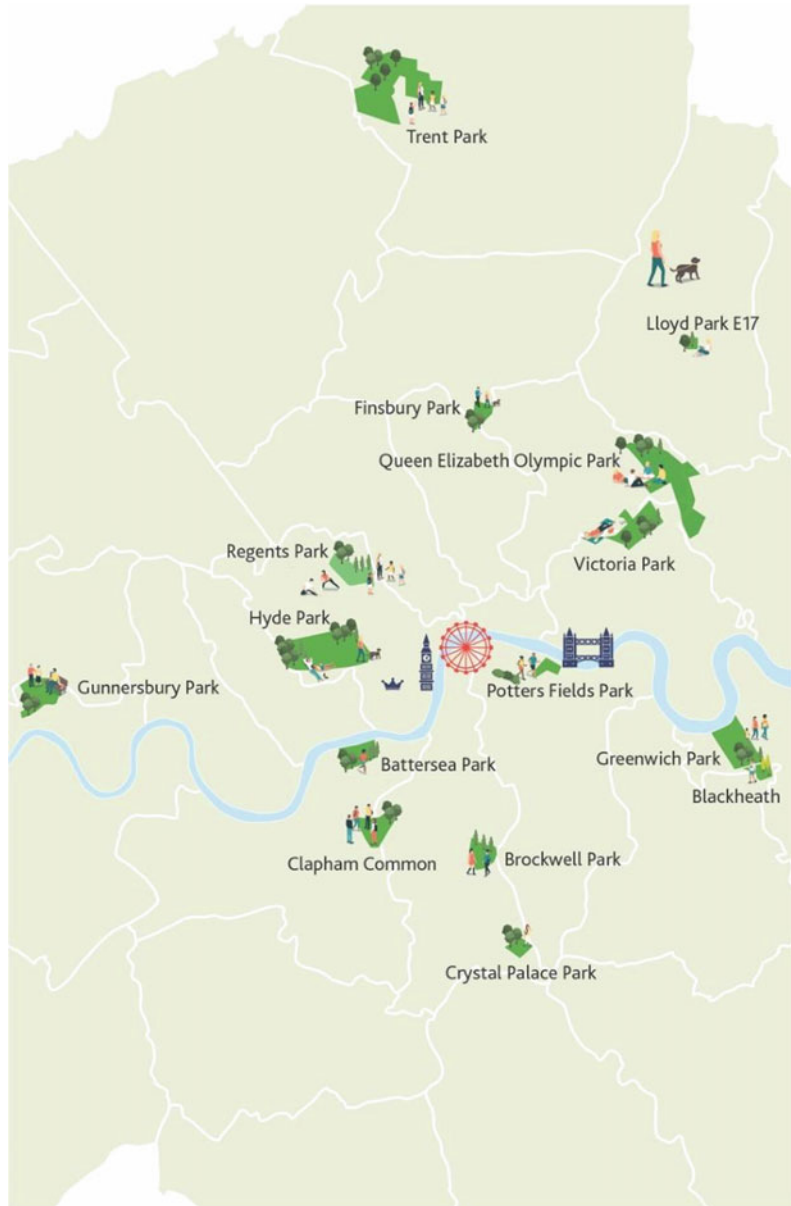 Trent Park
Lloyd Park E17
Finsbury Park
Queen Elizabeth Olympic Park
Regents Park
Victoria Park
Hyde Park
Gunnersbury Park
Potters Fields Park
Greenwich Park
Battersea Park
Blackheath
Clapham Common
Brockwell Park
Crystal Palace Park